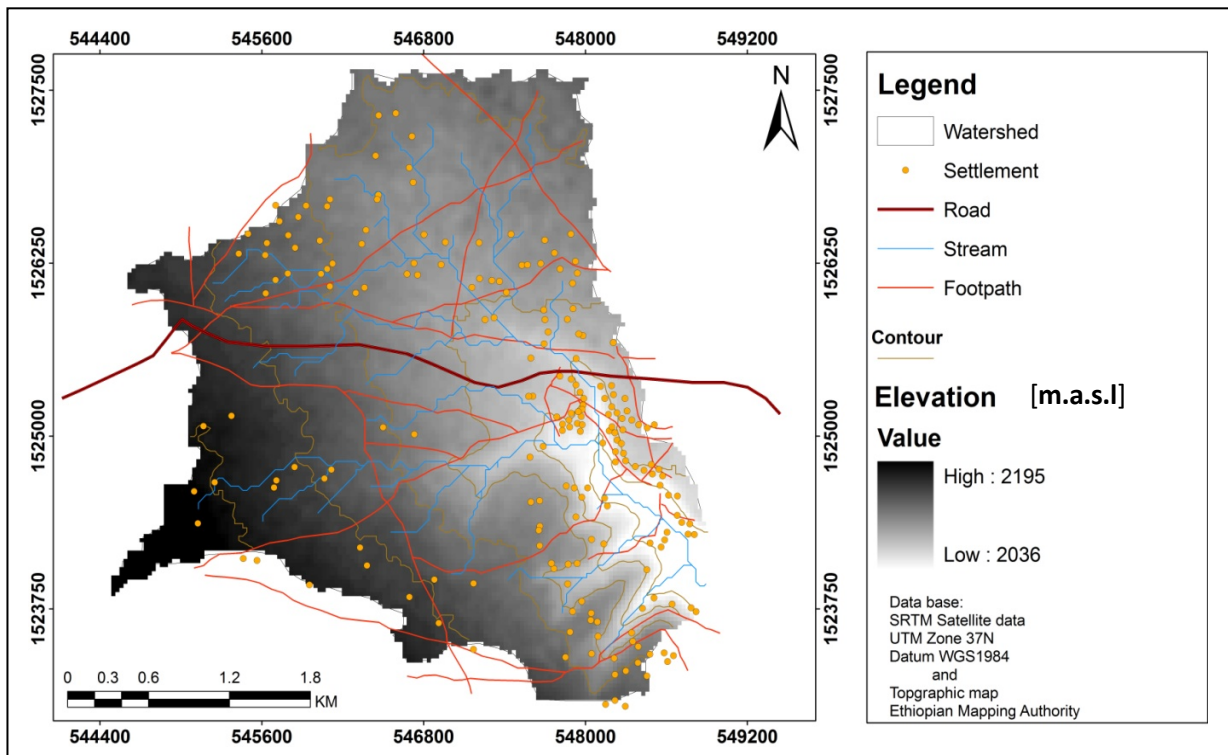 544400 545600 546800 548000 549200
1527500 1527500
N
1526250 1526250
1525000 1525000
1523750 1523750
0 0.3 0.6 1.2 1.8
KM
544400 545600 546800 548000 549200
Legend
Watershed
Settlement
Road
Stream
Footpath
Contour
Elevation [m.a.s.l]
Value
High : 2195
Low : 2036
Data base:
SRTM Satellite data
UTM Zone 37N
Datum WGS1984
and
Topgraphic map
Ethiopian Mapping Authority